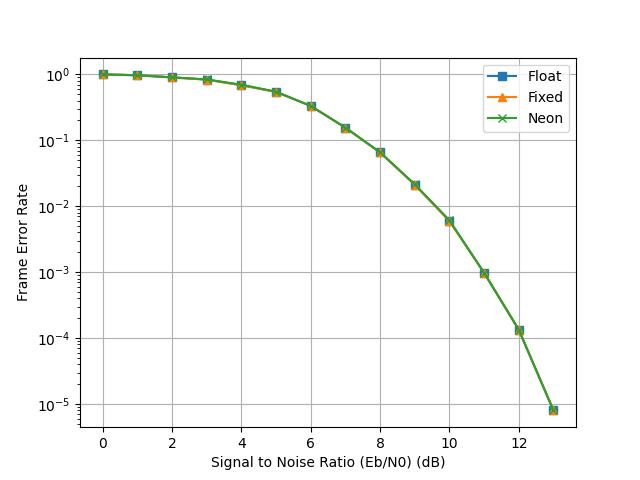 Float
Fixed
Neon
10⁰
10⁻¹
10⁻²
10⁻³
10⁻⁴
10⁻⁵
Frame Error Rate
0 2 4 6 8 10 12
Signal to Noise Ratio (Eb/N0) (dB)